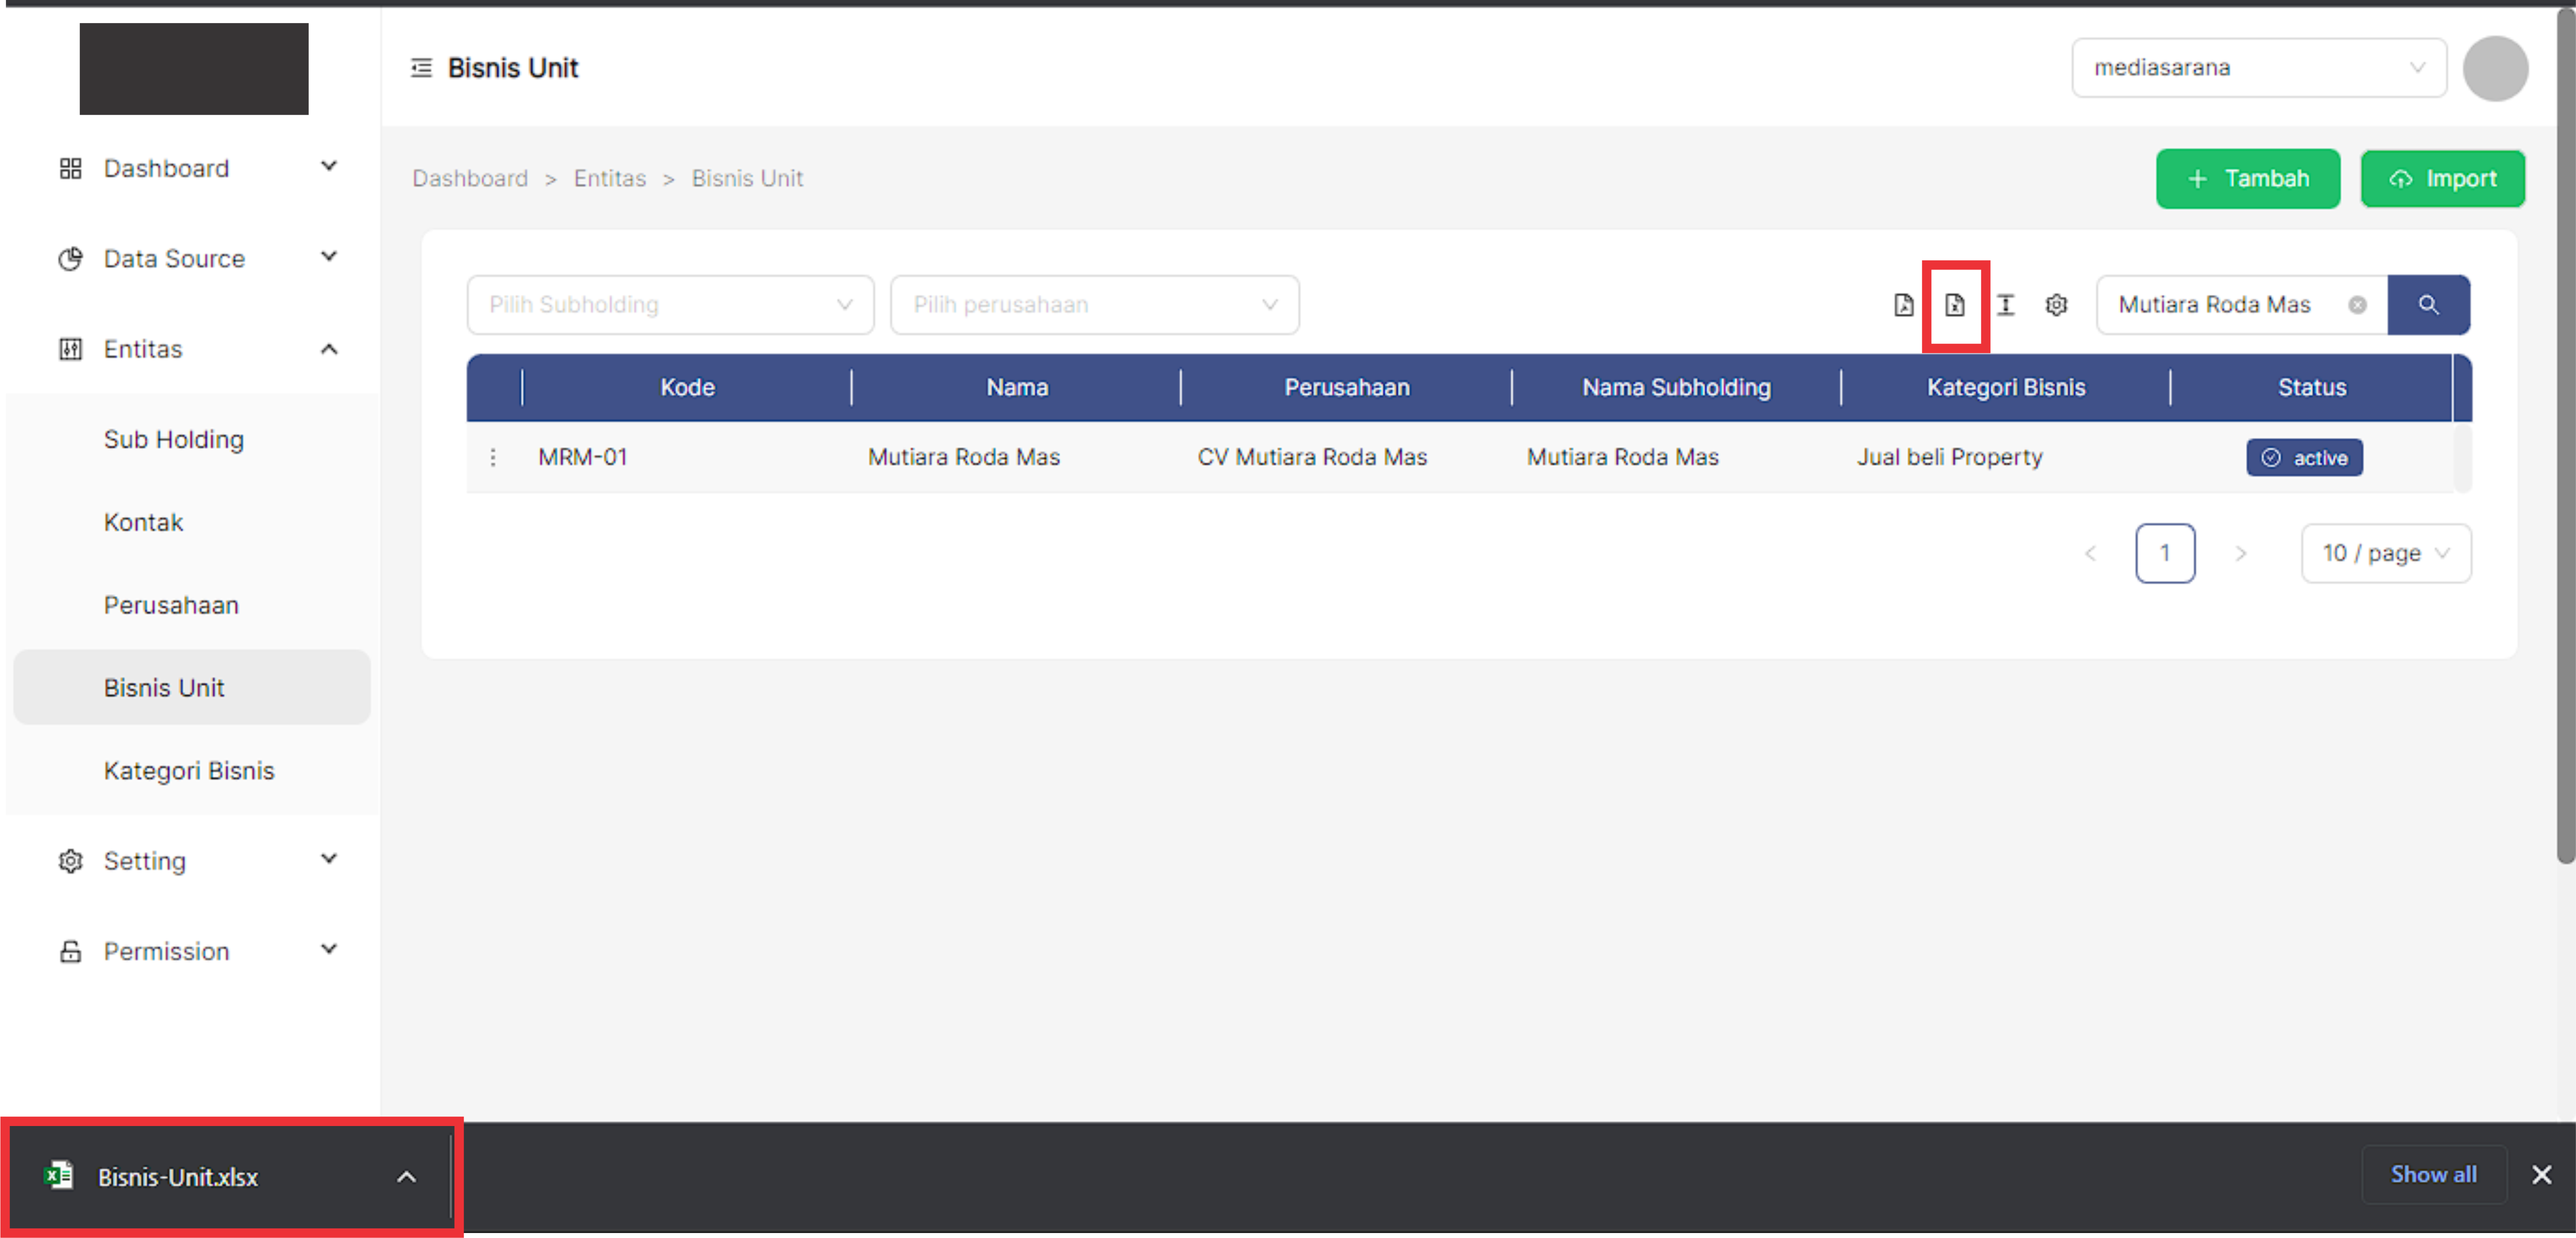 Bisnis Unit
mediasarana
Dashboard
Data Source
Entitas
Sub Holding
Kontak
Perusahaan
Bisnis Unit
Kategori Bisnis
Setting
Permission
Dashboard > Entitas > Bisnis Unit
+ Tambah
Import
Pilih Subholding
Pilih perusahaan
Mutiara Roda Mas
Kode Nama Perusahaan Nama Subholding Kategori Bisnis Status
MRM-01 Mutiara Roda Mas CV Mutiara Roda Mas Mutiara Roda Mas Jual beli Property active
< 1 > 10 / page
Bisnis-Unit.xlsx
Show all